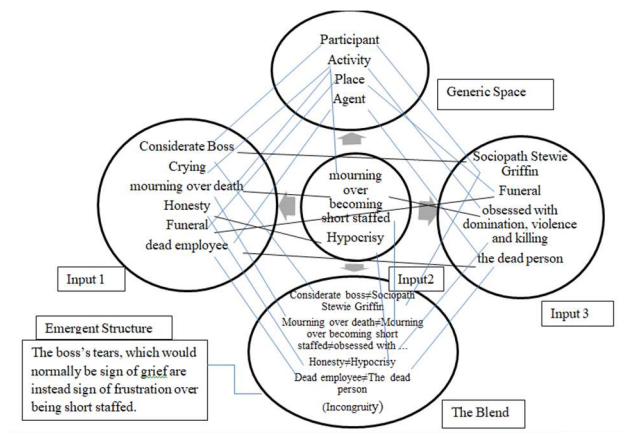 Participant
Activity
Place
Agent
Generic Space
Considerate Boss
Crying
mourning over death
Honesty
Funeral
dead employee
Input 1
mourning
over
becoming
short staffed
Hypocrisy
Input2
Sociopath Stewie
Griffin
Funeral
obsessed with
domination, violence
and killing
the dead person
Input 3
Considerate boss≠Sociopath
Stewie Griffin
Mourning over death≠Mourning
over becoming short
staffed≠obsessed with ...
Honesty≠Hypocrisy
Dead employee≠The dead
person
(Incongruity)
The Blend
Emergent Structure
The boss's tears, which would
normally be sign of grief are
instead sign of frustration over
being short staffed.